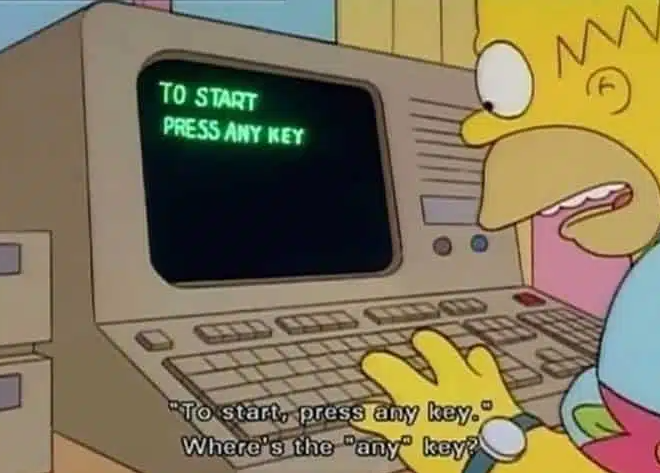 TO START
PRESS ANY KEY
"To start, press any key."
Where's the "any" key?